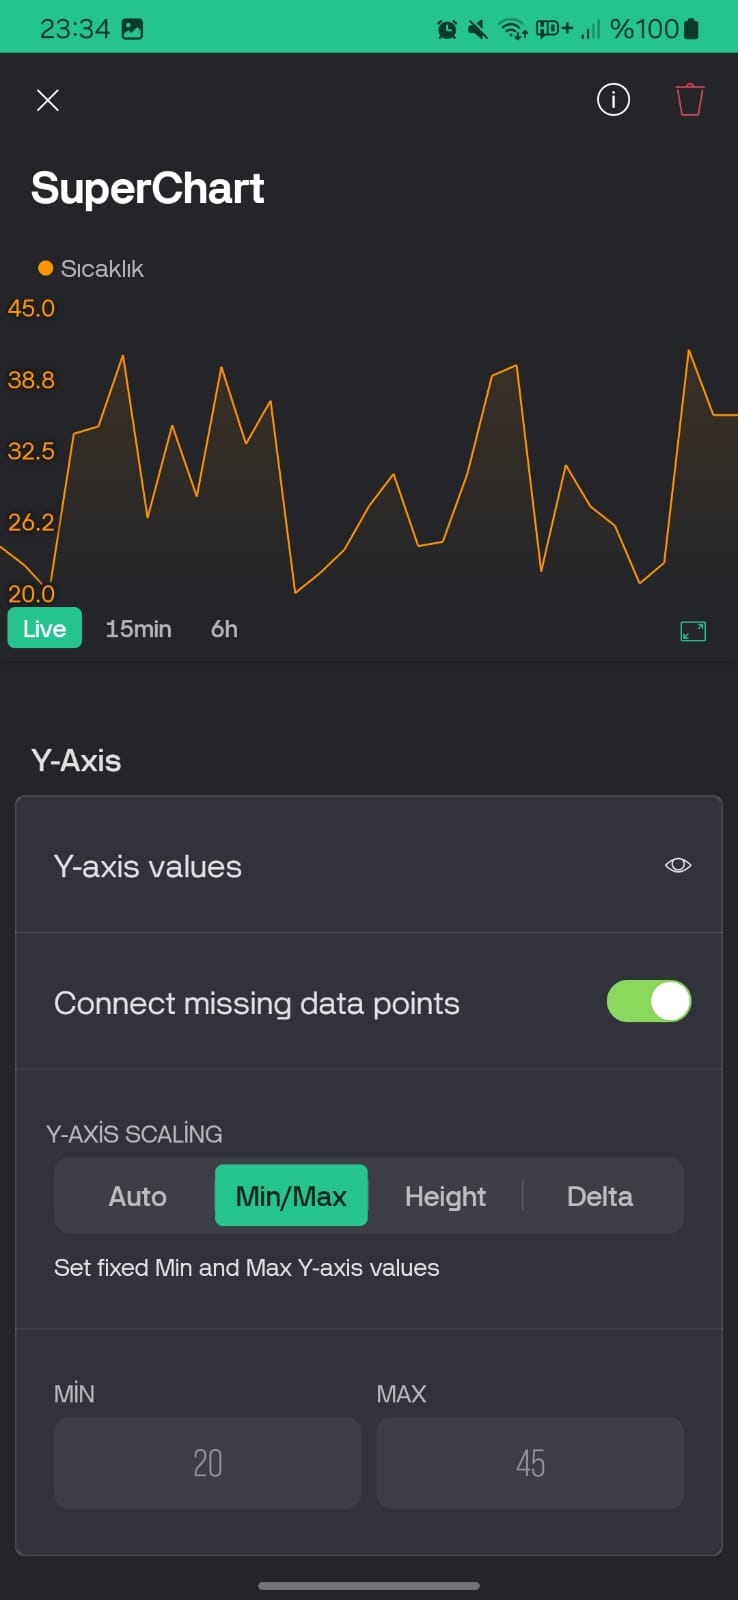 23:34 HD+ %100
SuperChart
Sıcaklık
45.0
38.8
32.5
26.2
20.0
Live 15min 6h
Y-Axis
Y-axis values
Connect missing data points
Y-AXİS SCALİNG
Auto Min/Max Height Delta
Set fixed Min and Max Y-axis values
MİN MAX
20 45